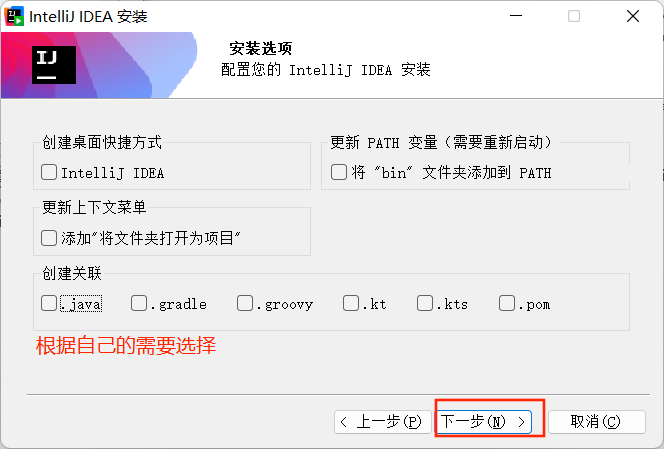 IntelliJ IDEA 安装
IJ
安装选项
配置您的 IntelliJ IDEA 安装
创建桌面快捷方式
IntelliJ IDEA
更新 PATH 变量（需要重新启动）
将 "bin" 文件夹添加到 PATH
更新上下文菜单
添加"将文件夹打开为项目"
创建关联
.java .gradle .groovy .kt .kts .pom
根据自己的需要选择
< 上一步(P) 下一步(N) > 取消(C)